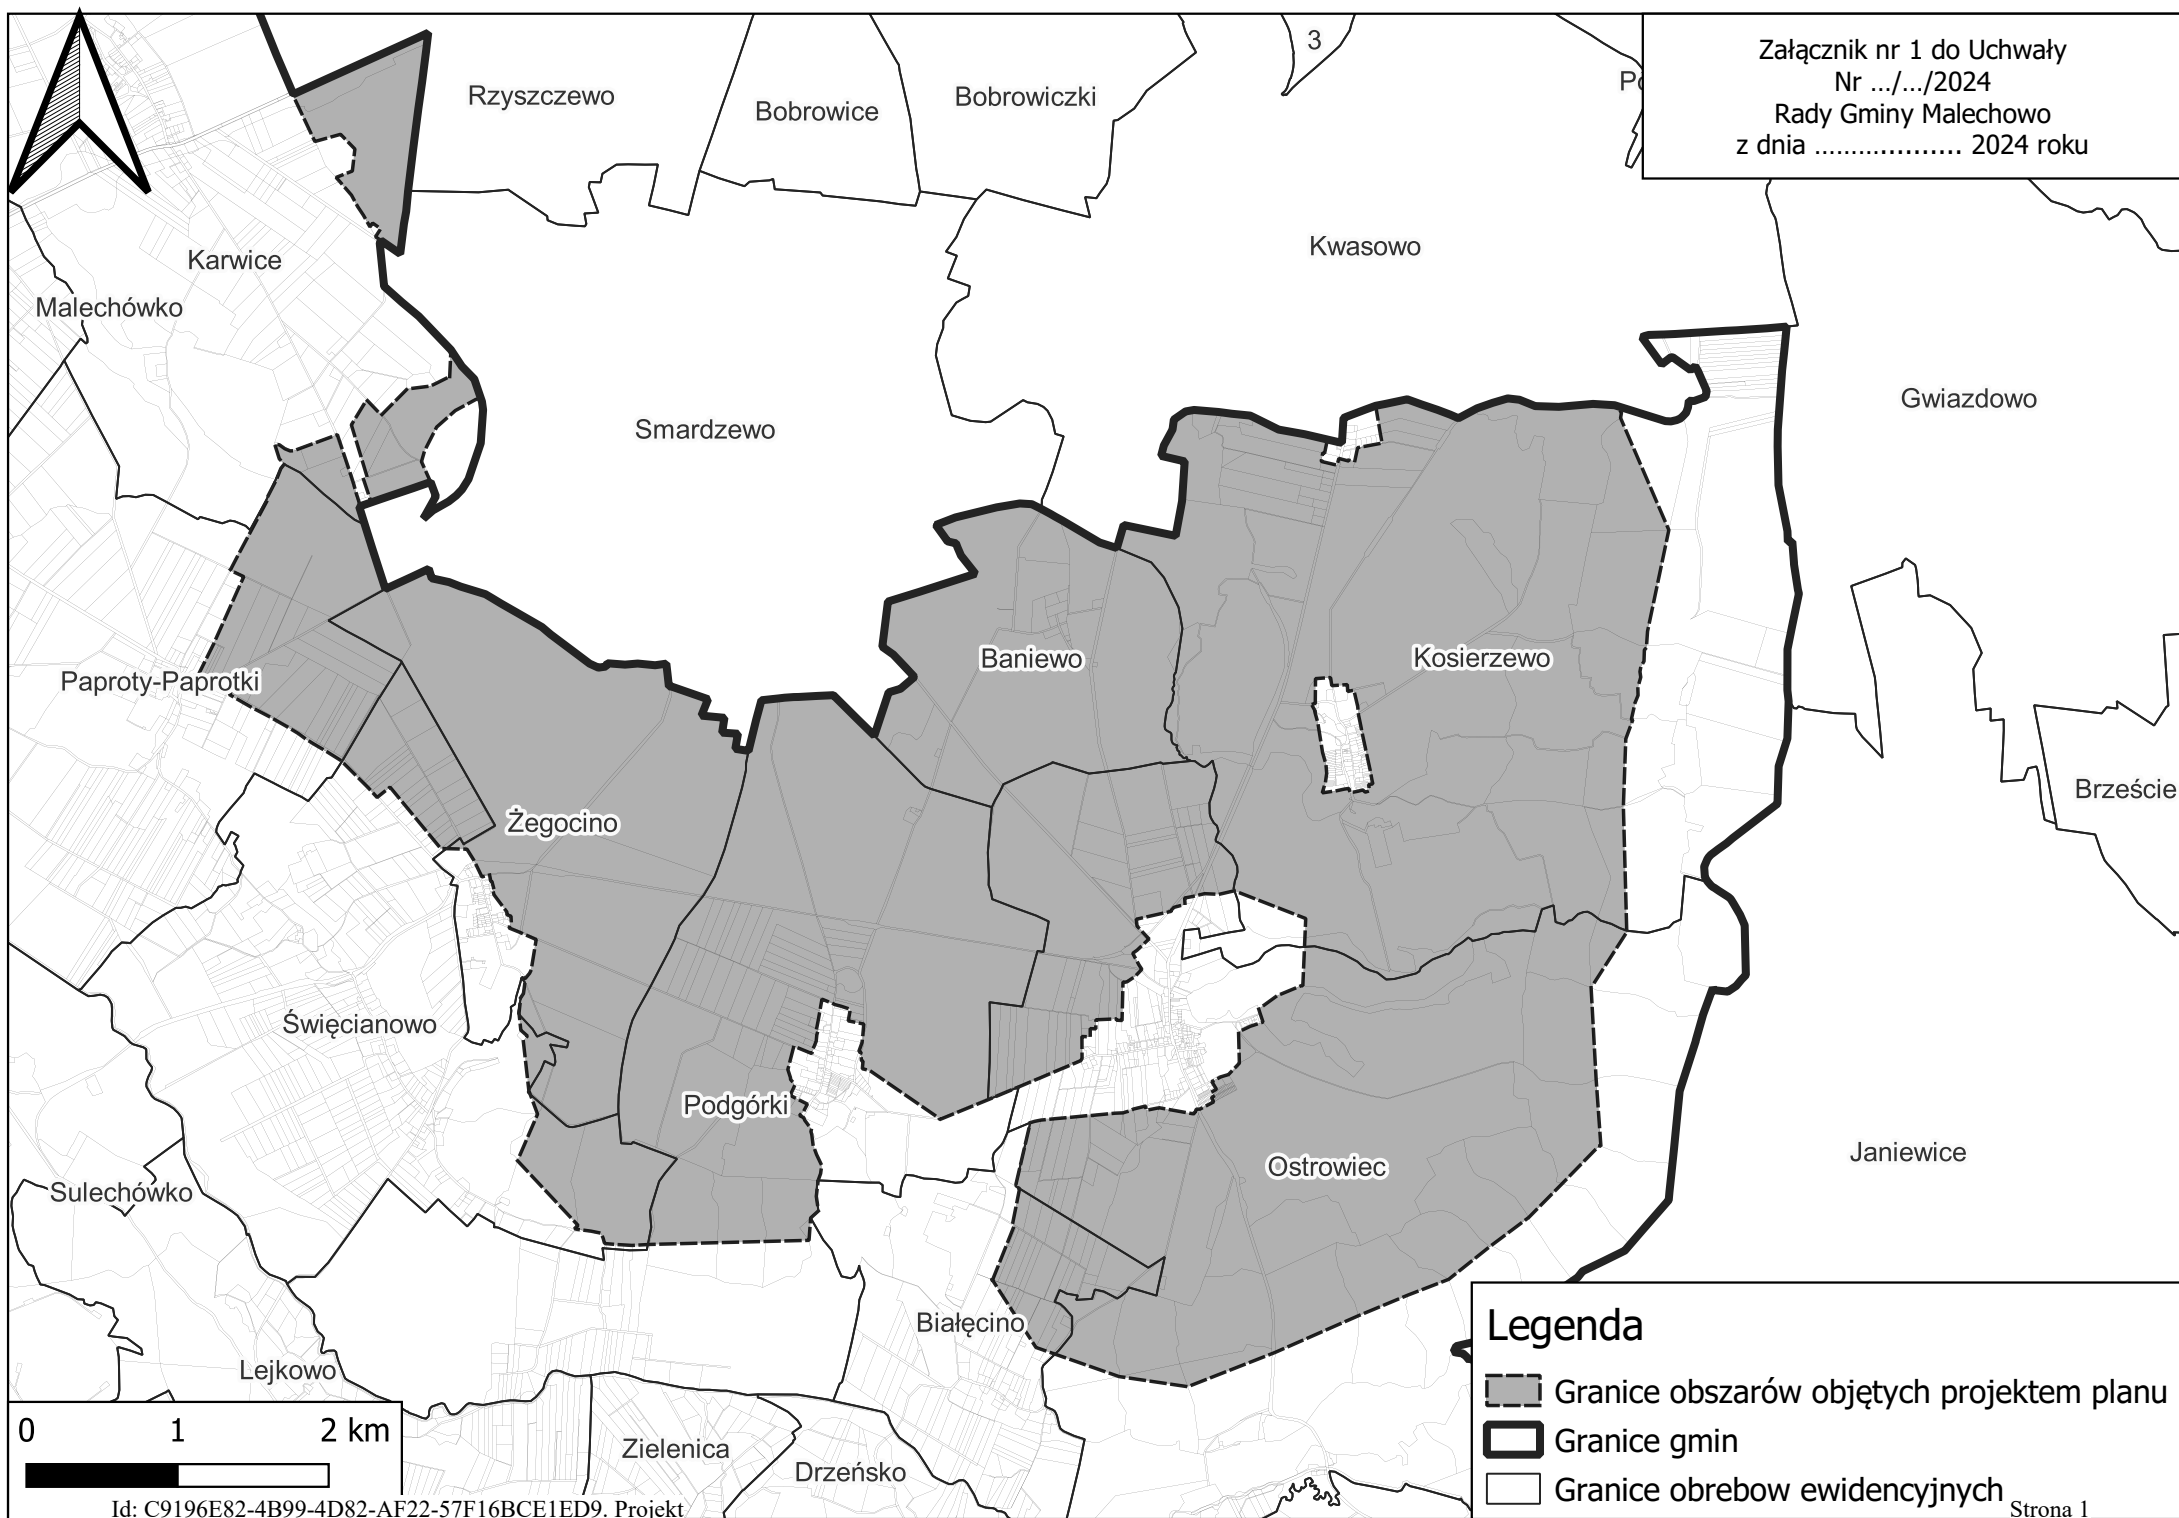 Załącznik nr 1 do Uchwały
Nr .../.../2024
Rady Gminy Malechowo
z dnia ................... 2024 roku
3
Rzyszczewo
Bobrowice
Bobrowiczki
Kwasowo
Karwice
Malechówko
Gwiazdowo
Smardzewo
Baniewo
Kosierzewo
Paproty-Paprotki
Brzeście
Żegocino
Święcianowo
Podgórki
Ostrowiec
Janiewice
Sulechówko
Białęcino
Lejkowo
Zielenica
Drzeńsko
Legenda
Granice obszarów objętych projektem planu
Granice gmin
Granice obrebow ewidencyjnych
0 1 2 km
Id: C9196E82-4B99-4D82-AF22-57F16BCE1ED9. Projekt
Strona 1